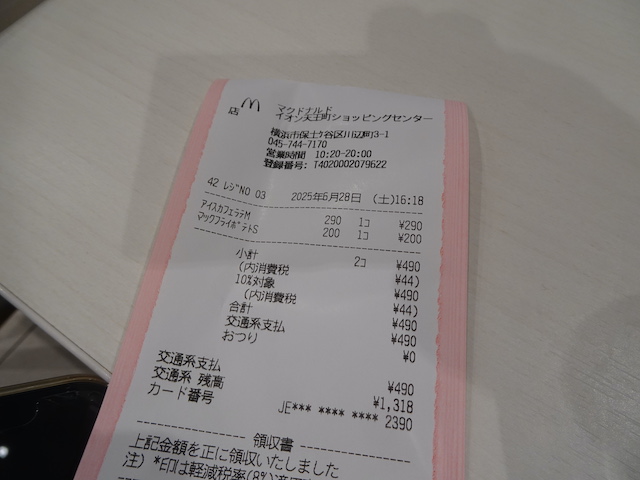 マクドナルド
イオン天王町ショッピングセンター
店
横浜市保土ケ谷区川辺町3-1
045-744-7170
営業時間 10:20-20:00
登録番号: T4020002079622
42 レジNO 03 2025年6月28日 (土)16:18
アイスカフェラテM 290 1コ ¥290
マックフライポテトS 200 1コ ¥200
小計 2コ ¥490
(内消費税 ¥44)
10%対象 ¥490
(内消費税 ¥44)
合計 ¥490
交通系支払 ¥490
おつり ¥0
交通系支払 ¥490
交通系 残高 ¥1,318
カード番号 JE*** **** **** 2390
領収書
上記金額を正に領収いたしました
注) *印は軽減税率(8%)